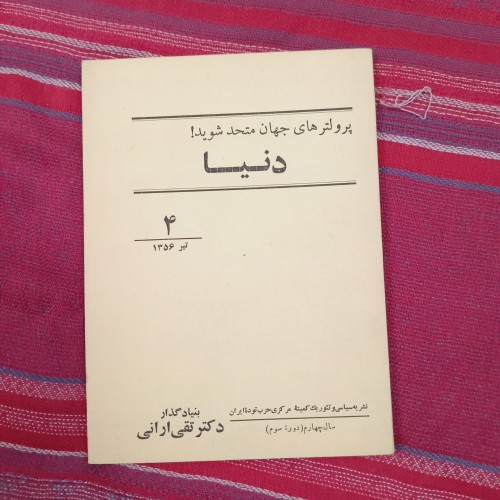 پرولترهای جهان متحد شوید!
دنیا
۴
تیر ۱۳۵۶
نشریه سیاسی و تئوریک کمیتهٔ مرکزی حزب تودهٔ ایران
سال چهارم (دورهٔ سوم)
بنیادگذار
دکتر تقی ارانی